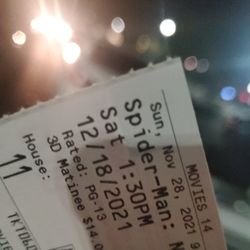 MOVIES 14
Sun, Nov 28, 2021 9
Spider-Man:
Sat 1:30PM
12/18/2021
Rated: PG-13
3D Matinee $14.0
House:
11